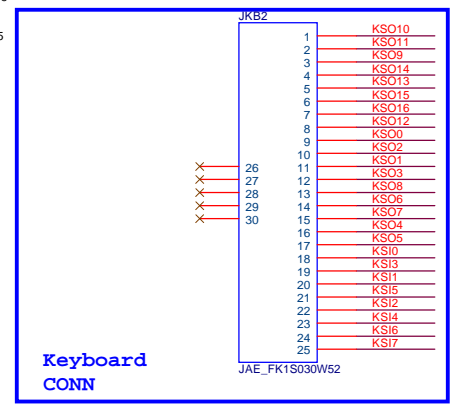 JKB2
1 KSO10
2 KSO11
3 KSO9
4 KSO14
5 KSO13
6 KSO15
7 KSO16
8 KSO12
9 KSO0
10 KSO2
26 11 KSO1
27 12 KSO3
28 13 KSO8
29 14 KSO6
30 15 KSO7
16 KSO4
17 KSO5
18 KSI0
19 KSI3
20 KSI1
21 KSI5
22 KSI2
23 KSI4
24 KSI6
25 KSI7
JAE_FK1S030W52
Keyboard
CONN